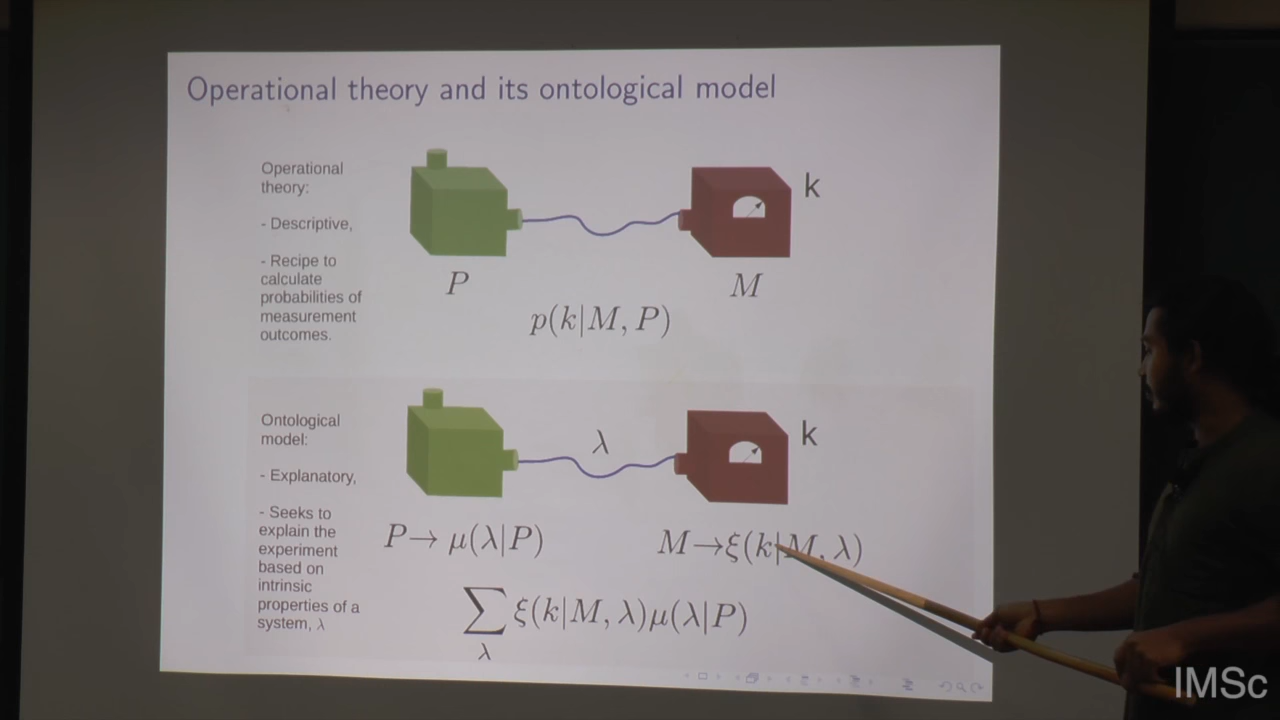 Operational theory and its ontological model
Operational
theory:
- Descriptive,
- Recipe to
calculate
probabilities of
measurement
outcomes.
k
P
M
p(k|M, P)
Ontological
model:
- Explanatory,
- Seeks to
explain the
experiment
based on
intrinsic
properties of a
system, λ
λ
k
P→ μ(λ|P)
M→ξ(k|M, λ)
∑ ξ(k|M, λ)μ(λ|P)
λ
IMSc